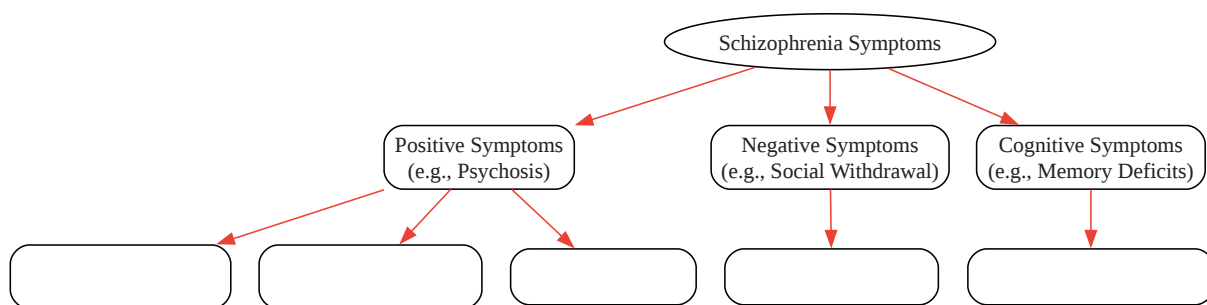 Schizophrenia Symptoms
Positive Symptoms
(e.g., Psychosis)
Negative Symptoms
(e.g., Social Withdrawal)
Cognitive Symptoms
(e.g., Memory Deficits)